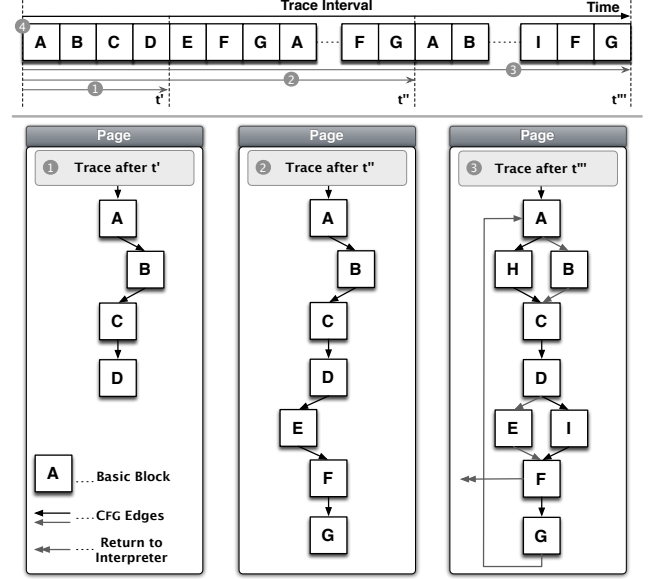 Trace Interval
Time
4
A B C D E F G A F G A B I F G
1
2
3
t'
t''
t'''
Page
1 Trace after t'
A
B
C
D
A Basic Block
CFG Edges
Return to
Interpreter
Page
2 Trace after t''
A
B
C
D
E
F
G
Page
3 Trace after t'''
A
H B
C
D
E I
F
G